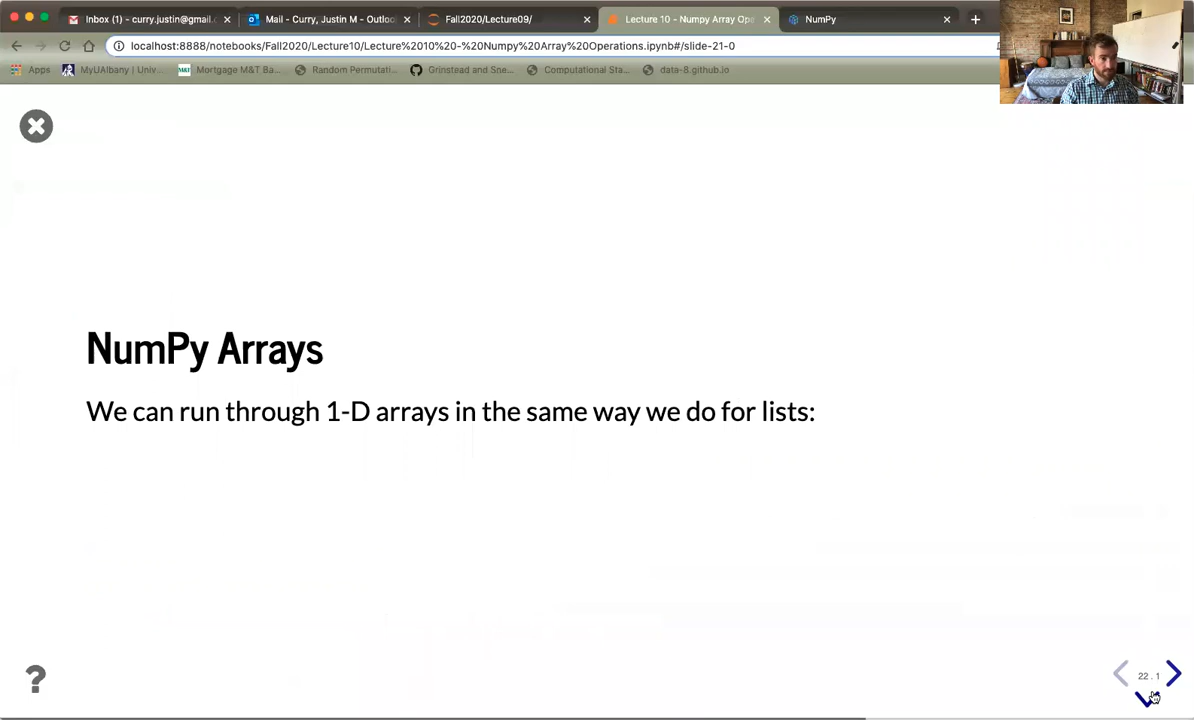 Inbox (1) - curry.justin@gmail.
Mail - Curry, Justin M - Outloo
Fall2020/Lecture09/
Lecture 10 - Numpy Array Ope
NumPy
localhost:8888/notebooks/Fall2020/Lecture10/Lecture%2010%20-%20Numpy%20Array%20Operations.ipynb#/slide-21-0
Apps
MyUAlbany | Univ...
M&T
Mortgage M&T Ba...
Random Permutati...
Grinstead and Sne...
Computational Sta...
data-8.github.io
NumPy Arrays
We can run through 1-D arrays in the same way we do for lists:
?
22 . 1